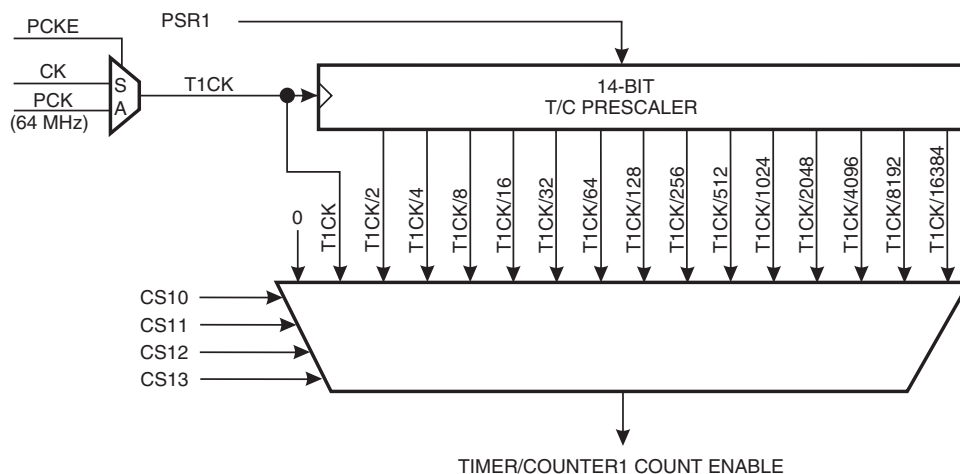 PSR1
PCKE
CK
PCK
(64 MHz)
S
A
T1CK
14-BIT
T/C PRESCALER
0
T1CK
T1CK/2
T1CK/4
T1CK/8
T1CK/16
T1CK/32
T1CK/64
T1CK/128
T1CK/256
T1CK/512
T1CK/1024
T1CK/2048
T1CK/4096
T1CK/8192
T1CK/16384
CS10
CS11
CS12
CS13
TIMER/COUNTER1 COUNT ENABLE